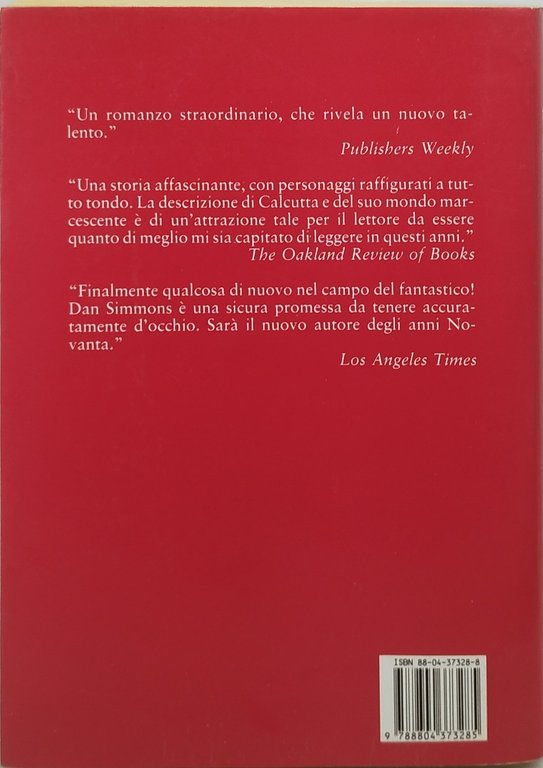 “Un romanzo straordinario, che rivela un nuovo ta-
lento.”
Publishers Weekly
“Una storia affascinante, con personaggi raffigurati a tut-
to tondo. La descrizione di Calcutta e del suo mondo mar-
cescente è di un’attrazione tale per il lettore da essere
quanto di meglio mi sia capitato di leggere in questi anni.”
The Oakland Review of Books
“Finalmente qualcosa di nuovo nel campo del fantastico!
Dan Simmons è una sicura promessa da tenere accura-
tamente d’occhio. Sarà il nuovo autore degli anni No-
vanta.”
Los Angeles Times
ISBN 88-04-37328-8
9 788804 373285